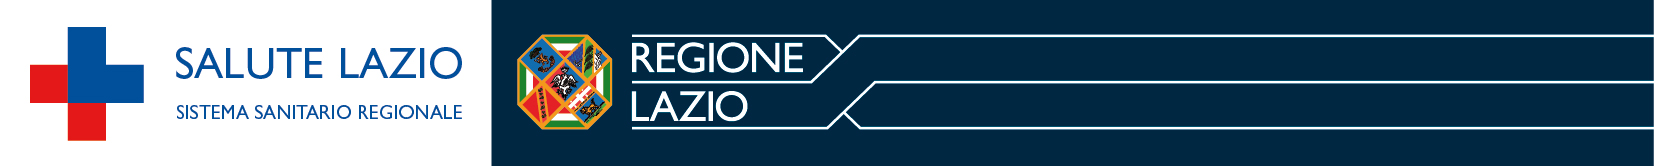 SALUTE LAZIO
SISTEMA SANITARIO REGIONALE
REGIONE
LAZIO